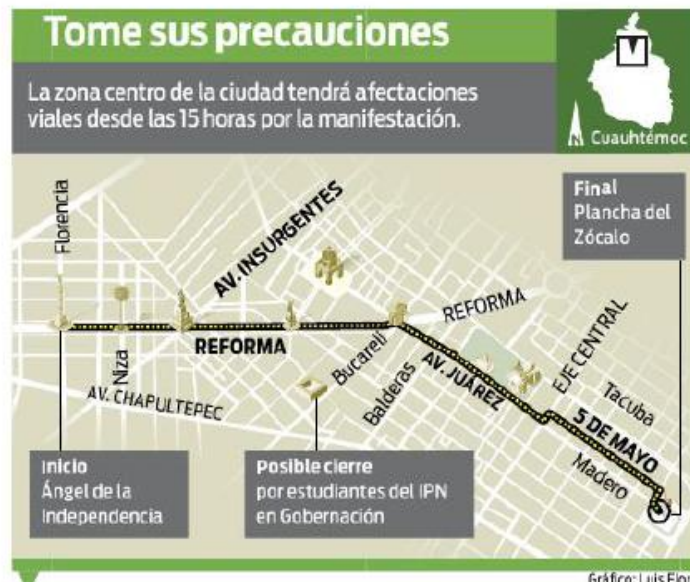 Tome sus precauciones
La zona centro de la ciudad tendrá afectaciones
viales desde las 15 horas por la manifestación.
N
Cuauhtémoc
Florencia
AV. INSURGENTES
Final
Plancha del
Zócalo
REFORMA
EJE CENTRAL
REFORMA
Niza
Bucareli
Balderas
AV. JUÁREZ
Tacuba
AV. CHAPULTEPEC
5 DE MAYO
Madero
Inicio
Ángel de la
Independencia
Posible cierre
por estudiantes del IPN
en Gobernación
Gráfico: Luis